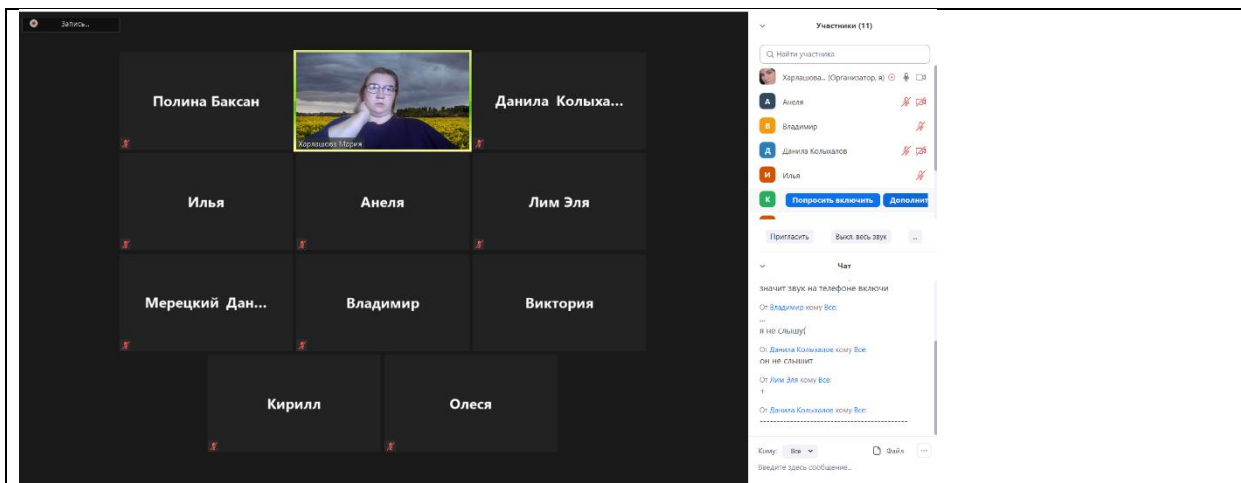 Запись...
Полина Баксан
Харлашова Мария
Данила Колыха...
Илья
Анеля
Лим Эля
Мерецкий Дан...
Владимир
Виктория
Кирилл
Олеся
Участники (11)
Найти участника
Харлашова... (Организатор, я)
А Анеля
В Владимир
Д Данила Колыхалов
И Илья
К Попросить включить Дополнит
Пригласить Выкл. весь звук ...
Чат
значит звук на телефоне включи
От Владимир кому Все:
...
я не слышу(
От Данила Колыхалов кому Все:
он не слышит
От Лим Эля кому Все:
+
От Данила Колыхалов кому Все:
--------------------------------------------
Кому: Все Файл ...
Введите здесь сообщение...